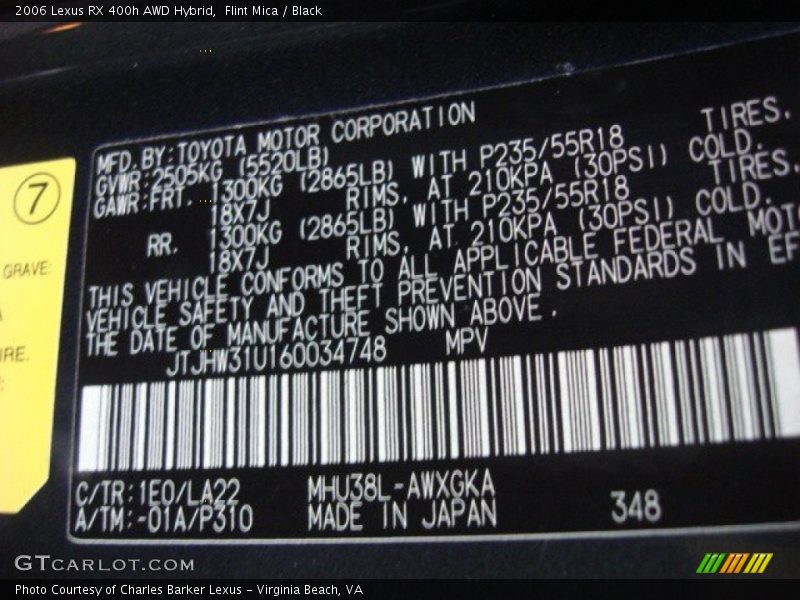 2006 Lexus RX 400h AWD Hybrid,  Flint Mica / Black
7
GRAVE:
MFD.BY:TOYOTA MOTOR CORPORATION
GVWR:2505KG (5520LB)
GAWR:FRT. 1300KG (2865LB) WITH P235/55R18 TIRES.
18X7J RIMS, AT 210KPA (30PSI) COLD.
RR. 1300KG (2865LB) WITH P235/55R18 TIRES.
18X7J RIMS, AT 210KPA (30PSI) COLD.
THIS VEHICLE CONFORMS TO ALL APPLICABLE FEDERAL MOTO
VEHICLE SAFETY AND THEFT PREVENTION STANDARDS IN EF
THE DATE OF MANUFACTURE SHOWN ABOVE.
JTJHW31U160034748 MPV
C/TR:1E0/LA22 MHU38L-AWXGKA
A/TM:-01A/P310 MADE IN JAPAN 348
GTCARLOT.COM
Photo Courtesy of Charles Barker Lexus - Virginia Beach, VA